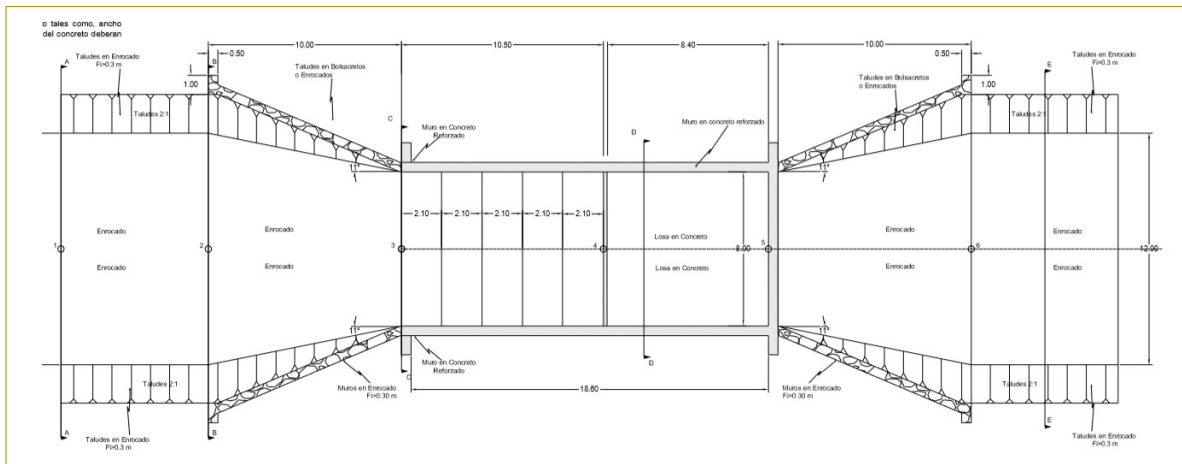 o tales como, ancho
del concreto deberan
Taludes en Enrocado
Fi>0.3 m
A
B
0.50
10.00
10.50
8.40
10.00
0.50
E
Taludes en Enrocado
Fi>0.3 m
1.00
Taludes en Bolsacretos
o Enrocados
Taludes en Bolsacretos
o Enrocados
1.00
Taludes 2:1
Taludes 2:1
C
Muro en Concreto
Reforzado
D
Muro en concreto reforzado
11°
11°
2.10
2.10
2.10
2.10
2.10
Enrocado
Enrocado
Losa en Concreto
Enrocado
Enrocado
1
2
3
4
5
6
8.00
12.00
Enrocado
Enrocado
Losa en Concreto
Enrocado
Enrocado
11°
11°
Muro en Concreto
Reforzado
D
C
18.60
Taludes 2:1
Taludes 2:1
Muros en Enrocado
Fi>0.30 m
Muros en Enrocado
Fi>0.30 m
A
B
E
Taludes en Enrocado
Fi>0.3 m
Taludes en Enrocado
Fi>0.3 m